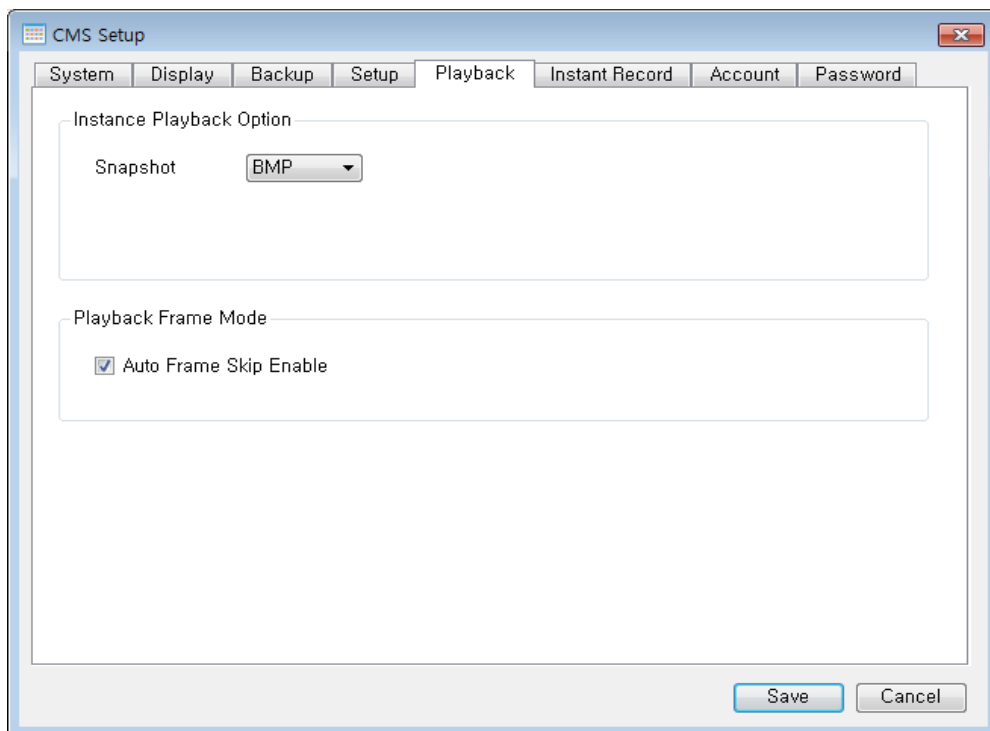 CMS Setup
System Display Backup Setup Playback Instant Record Account Password
Instance Playback Option
Snapshot BMP
Playback Frame Mode
Auto Frame Skip Enable
Save Cancel